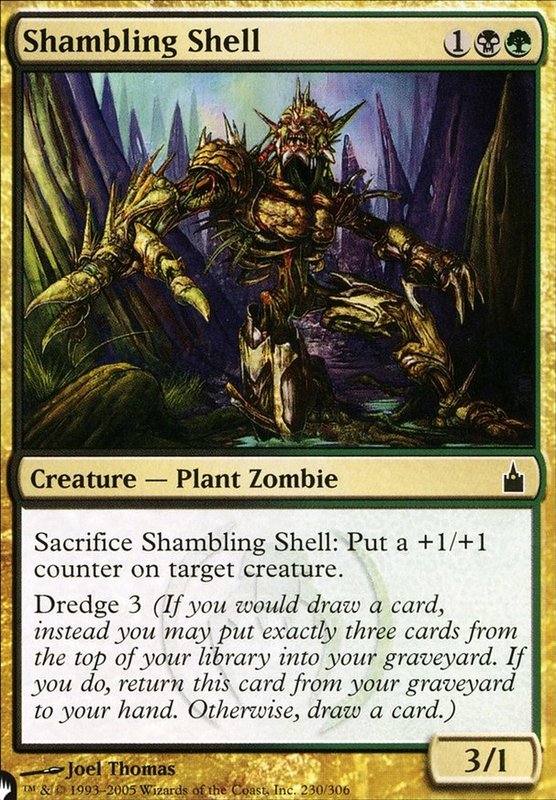 Shambling Shell 1
Creature — Plant Zombie
Sacrifice Shambling Shell: Put a +1/+1
counter on target creature.
Dredge 3 (If you would draw a card,
instead you may put exactly three cards from
the top of your library into your graveyard. If
you do, return this card from your graveyard
to your hand. Otherwise, draw a card.)
3/1
Joel Thomas
™ & © 1993–2005 Wizards of the Coast, Inc. 230/306